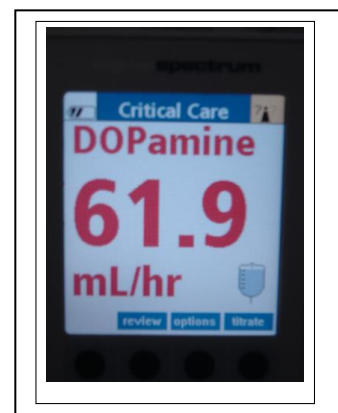 spectrum
Critical Care
DOPamine
61.9
mL/hr
review options titrate